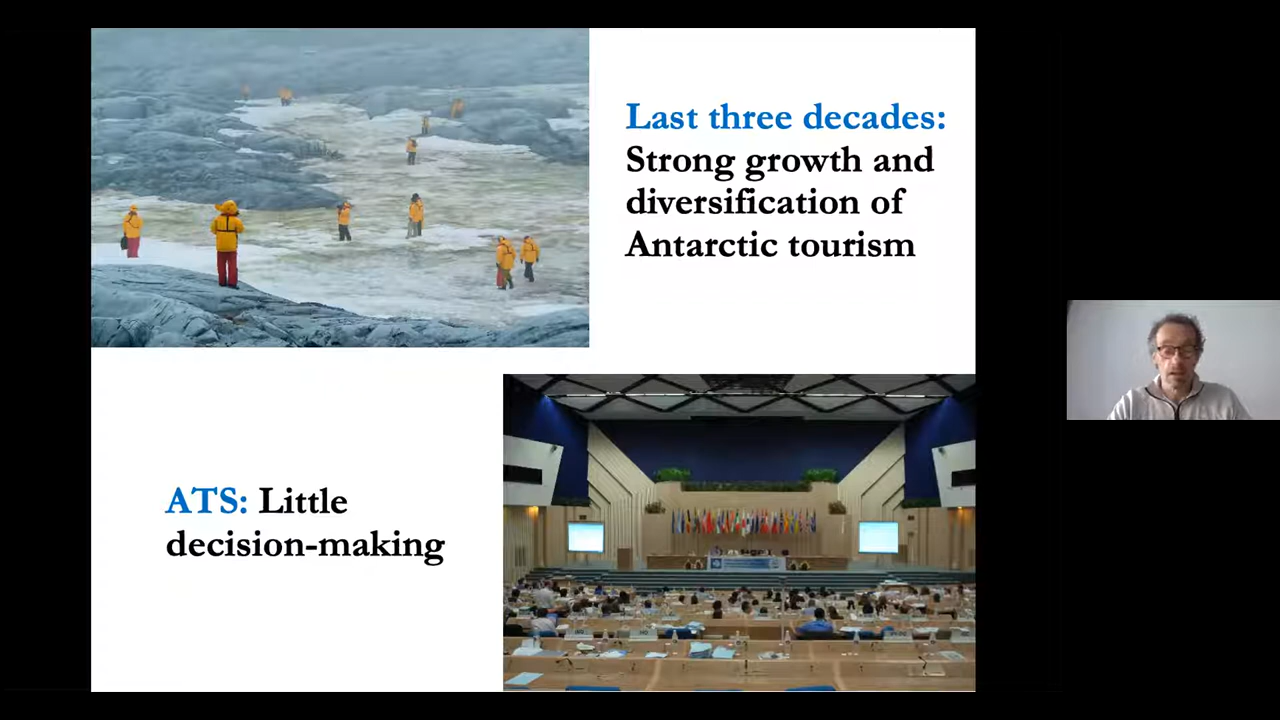 Last three decades:
Strong growth and
diversification of
Antarctic tourism
ATS: Little
decision-making